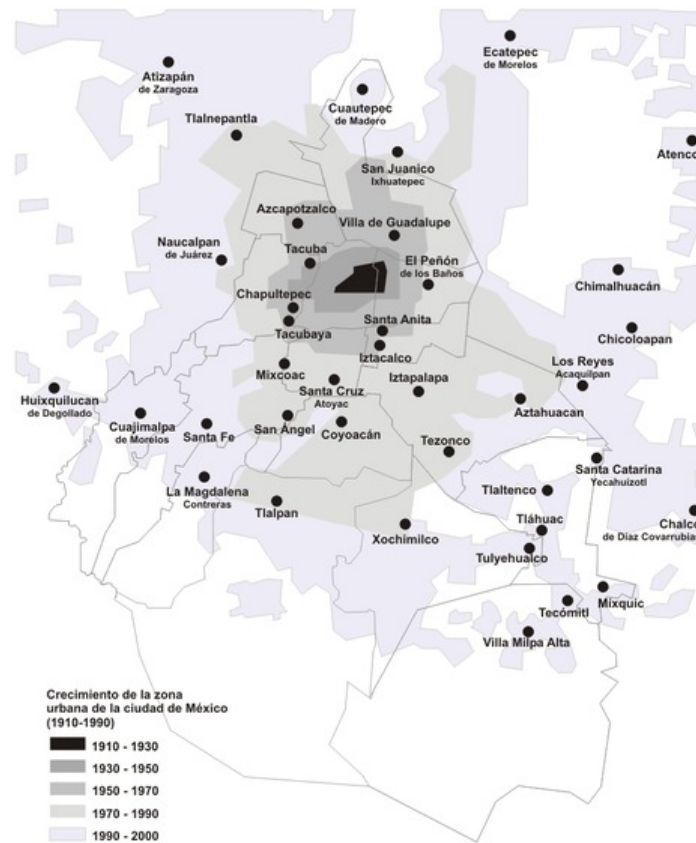 Ecatepec
de Morelos
Atizapán
de Zaragoza
Cuautepec
de Madero
Tlalnepantla
Atenco
San Juanico
Ixhuatepec
Azcapotzalco
Villa de Guadalupe
Naucalpan
de Juárez
Tacuba
El Peñón
de los Baños
Chimalhuacán
Chapultepec
Santa Anita
Tacubaya
Chicoloapan
Iztacalco
Los Reyes
Acaquilpan
Mixcoac
Santa Cruz
Atoyac
Iztapalapa
Huixquilucan
de Degollado
Aztahuacan
Cuajimalpa
de Morelos
Santa Fe
San Ángel
Coyoacán
Tezonco
Santa Catarina
Yecahuizotl
La Magdalena
Contreras
Tlaltenco
Tlalpan
Tláhuac
Chalco
de Díaz Covarrubias
Xochimilco
Tulyehualco
Mixquic
Tecómitl
Villa Milpa Alta
Crecimiento de la zona
urbana de la ciudad de México
(1910-1990)
1910 - 1930
1930 - 1950
1950 - 1970
1970 - 1990
1990 - 2000